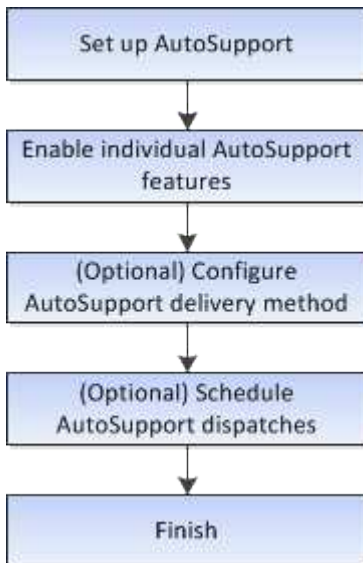 Set up AutoSupport
Enable individual AutoSupport
features
(Optional) Configure
AutoSupport delivery method
(Optional) Schedule
AutoSupport dispatches
Finish